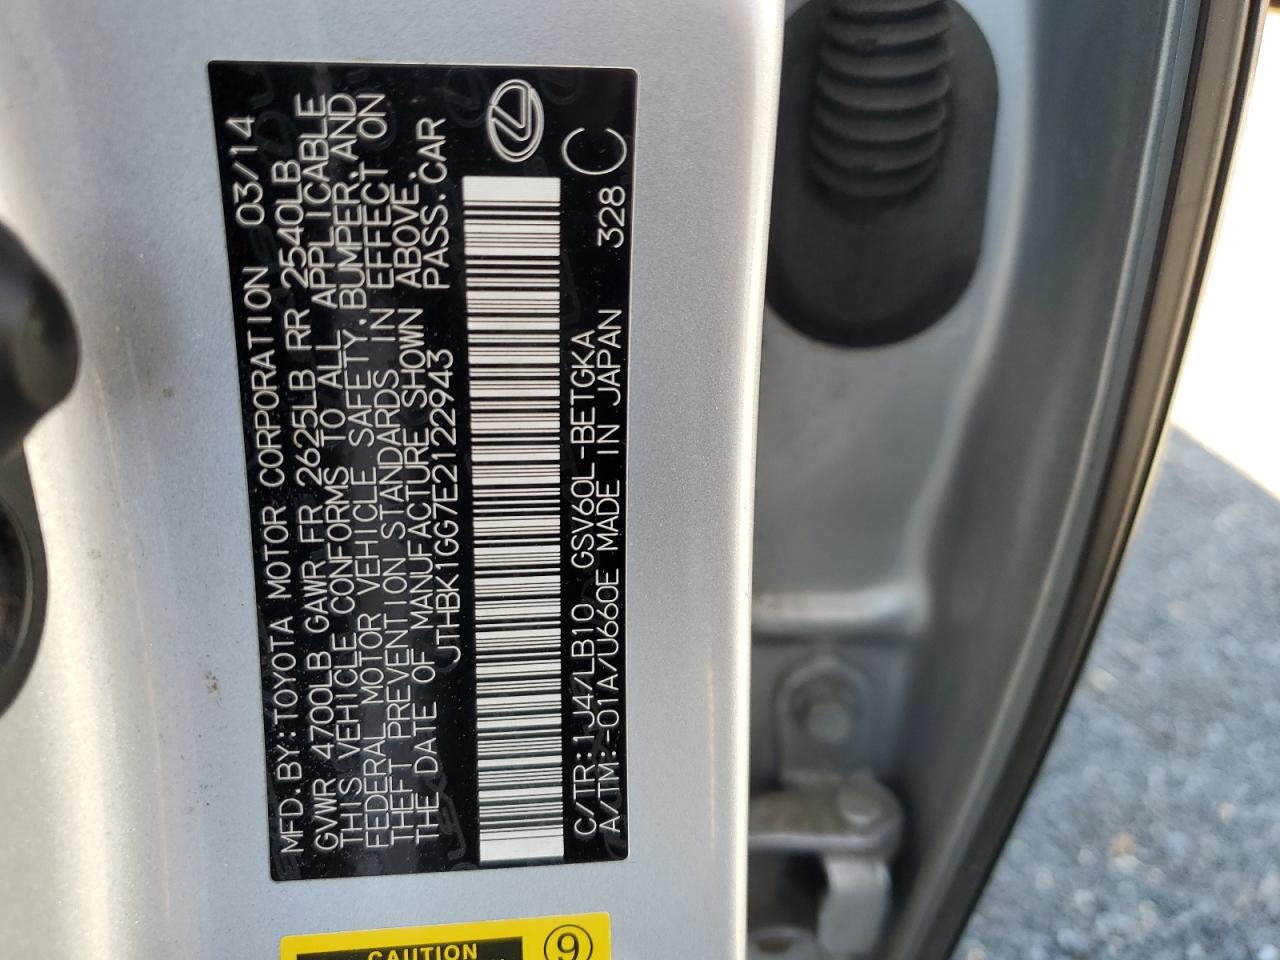 MFD.BY:TOYOTA MOTOR CORPORATION 03/14
GVWR 4700LB GAWR FR 2625LB RR 2540LB
THIS VEHICLE CONFORMS TO ALL APPLICABLE
FEDERAL MOTOR VEHICLE SAFETY, BUMPER, AND
THEFT PREVENTION STANDARDS IN EFFECT ON
THE DATE OF MANUFACTURE SHOWN ABOVE.
JTHBK1GG7E2122943 PASS.CAR
C/TR:1J47LB10 GSV60L-BETGKA
A/TM:-01A/U660E MADE IN JAPAN 328 C
CAUTION 9